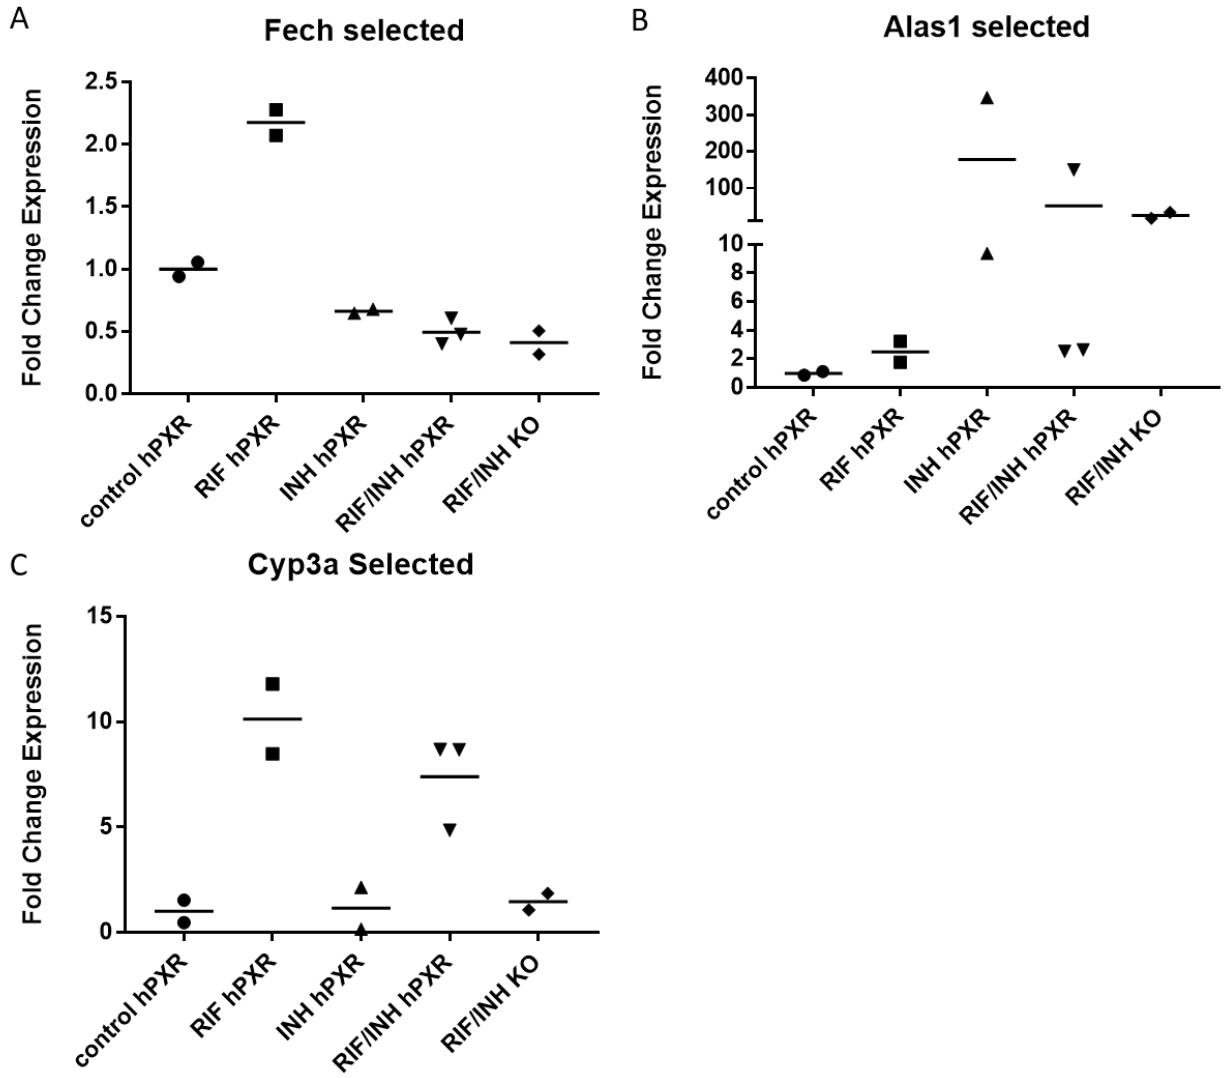 A
Fech selected
Fold Change Expression
2.5
2.0
1.5
1.0
0.5
0.0
control hPXR
RIF hPXR
INH hPXR
RIF/INH hPXR
RIF/INH KO
B
Alas1 selected
Fold Change Expression
400
300
200
100
10
8
6
4
2
0
control hPXR
RIF hPXR
INH hPXR
RIF/INH hPXR
RIF/INH KO
C
Cyp3a Selected
Fold Change Expression
15
10
5
0
control hPXR
RIF hPXR
INH hPXR
RIF/INH hPXR
RIF/INH KO